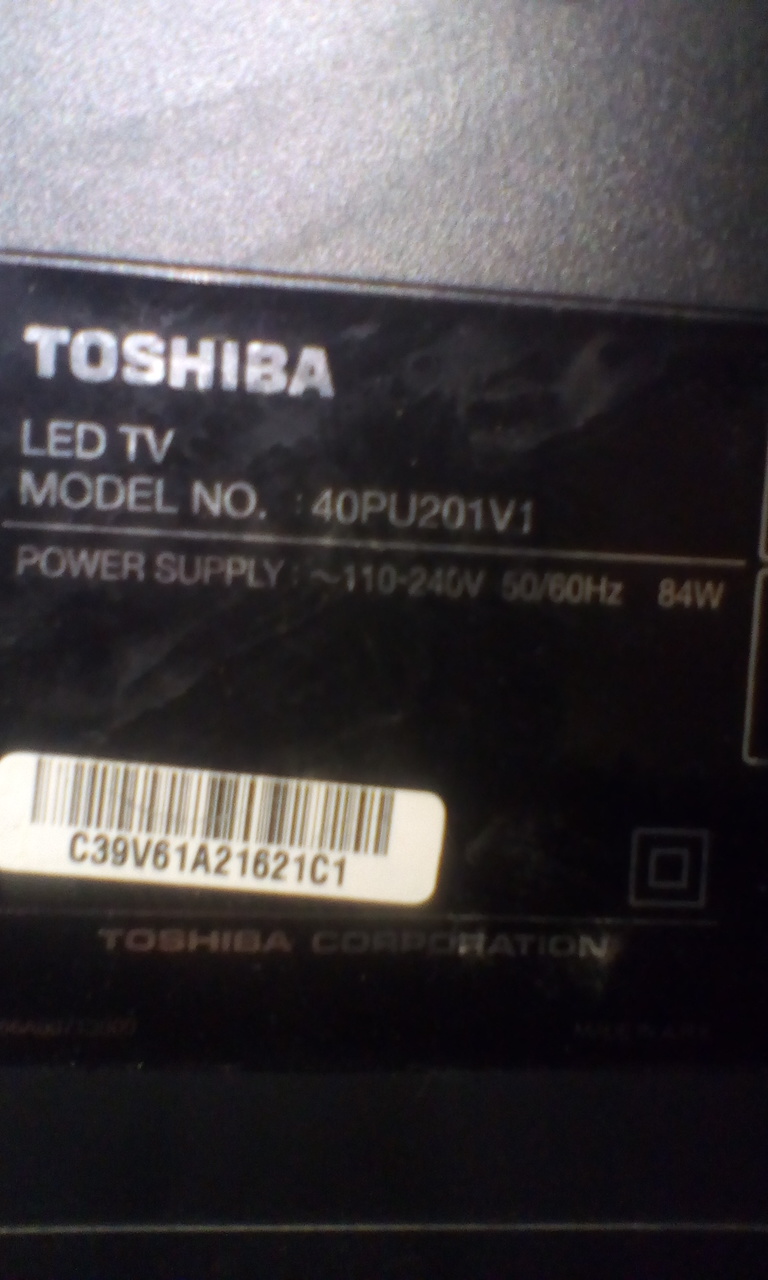 TOSHIBA
LED TV
MODEL NO. : 40PU201V1
POWER SUPPLY : ~110-240V 50/60Hz 84W
C39V61A21621C1
TOSHIBA CORPORATION